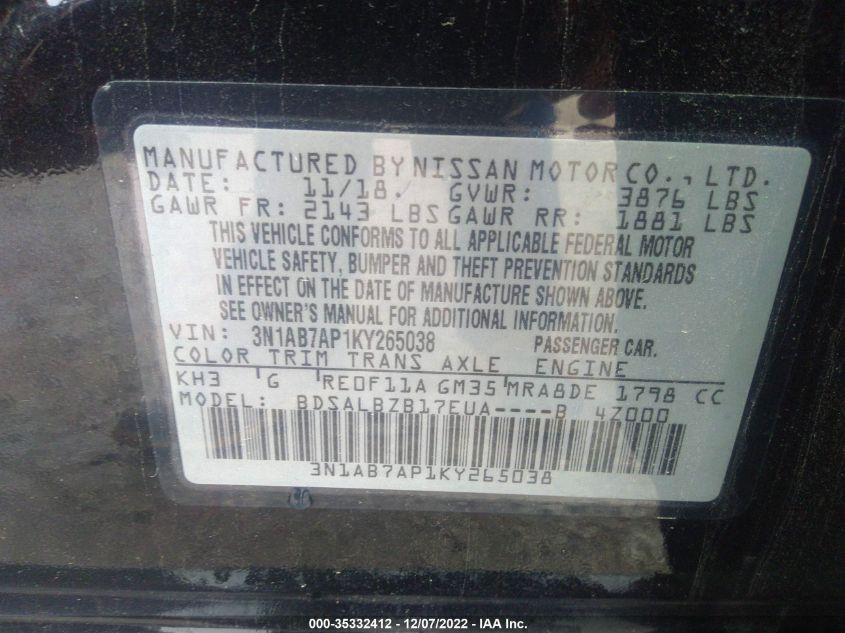 MANUFACTURED BY NISSAN MOTOR CO., LTD.
DATE: 11/18 GVWR: 3876 LBS
GAWR FR: 2143 LBS GAWR RR: 1881 LBS
THIS VEHICLE CONFORMS TO ALL APPLICABLE FEDERAL MOTOR
VEHICLE SAFETY, BUMPER AND THEFT PREVENTION STANDARDS
IN EFFECT ON THE DATE OF MANUFACTURE SHOWN ABOVE.
SEE OWNER'S MANUAL FOR ADDITIONAL INFORMATION.
VIN: 3N1AB7AP1KY265038 PASSENGER CAR.
COLOR TRIM TRANS AXLE ENGINE
KH3 G RE0F11A GM35 MRA8DE 1798 CC
MODEL: BDSALBZB17EUA----B 4Z000
3N1AB7AP1KY265038
000-35332412 - 12/07/2022 - IAA Inc.